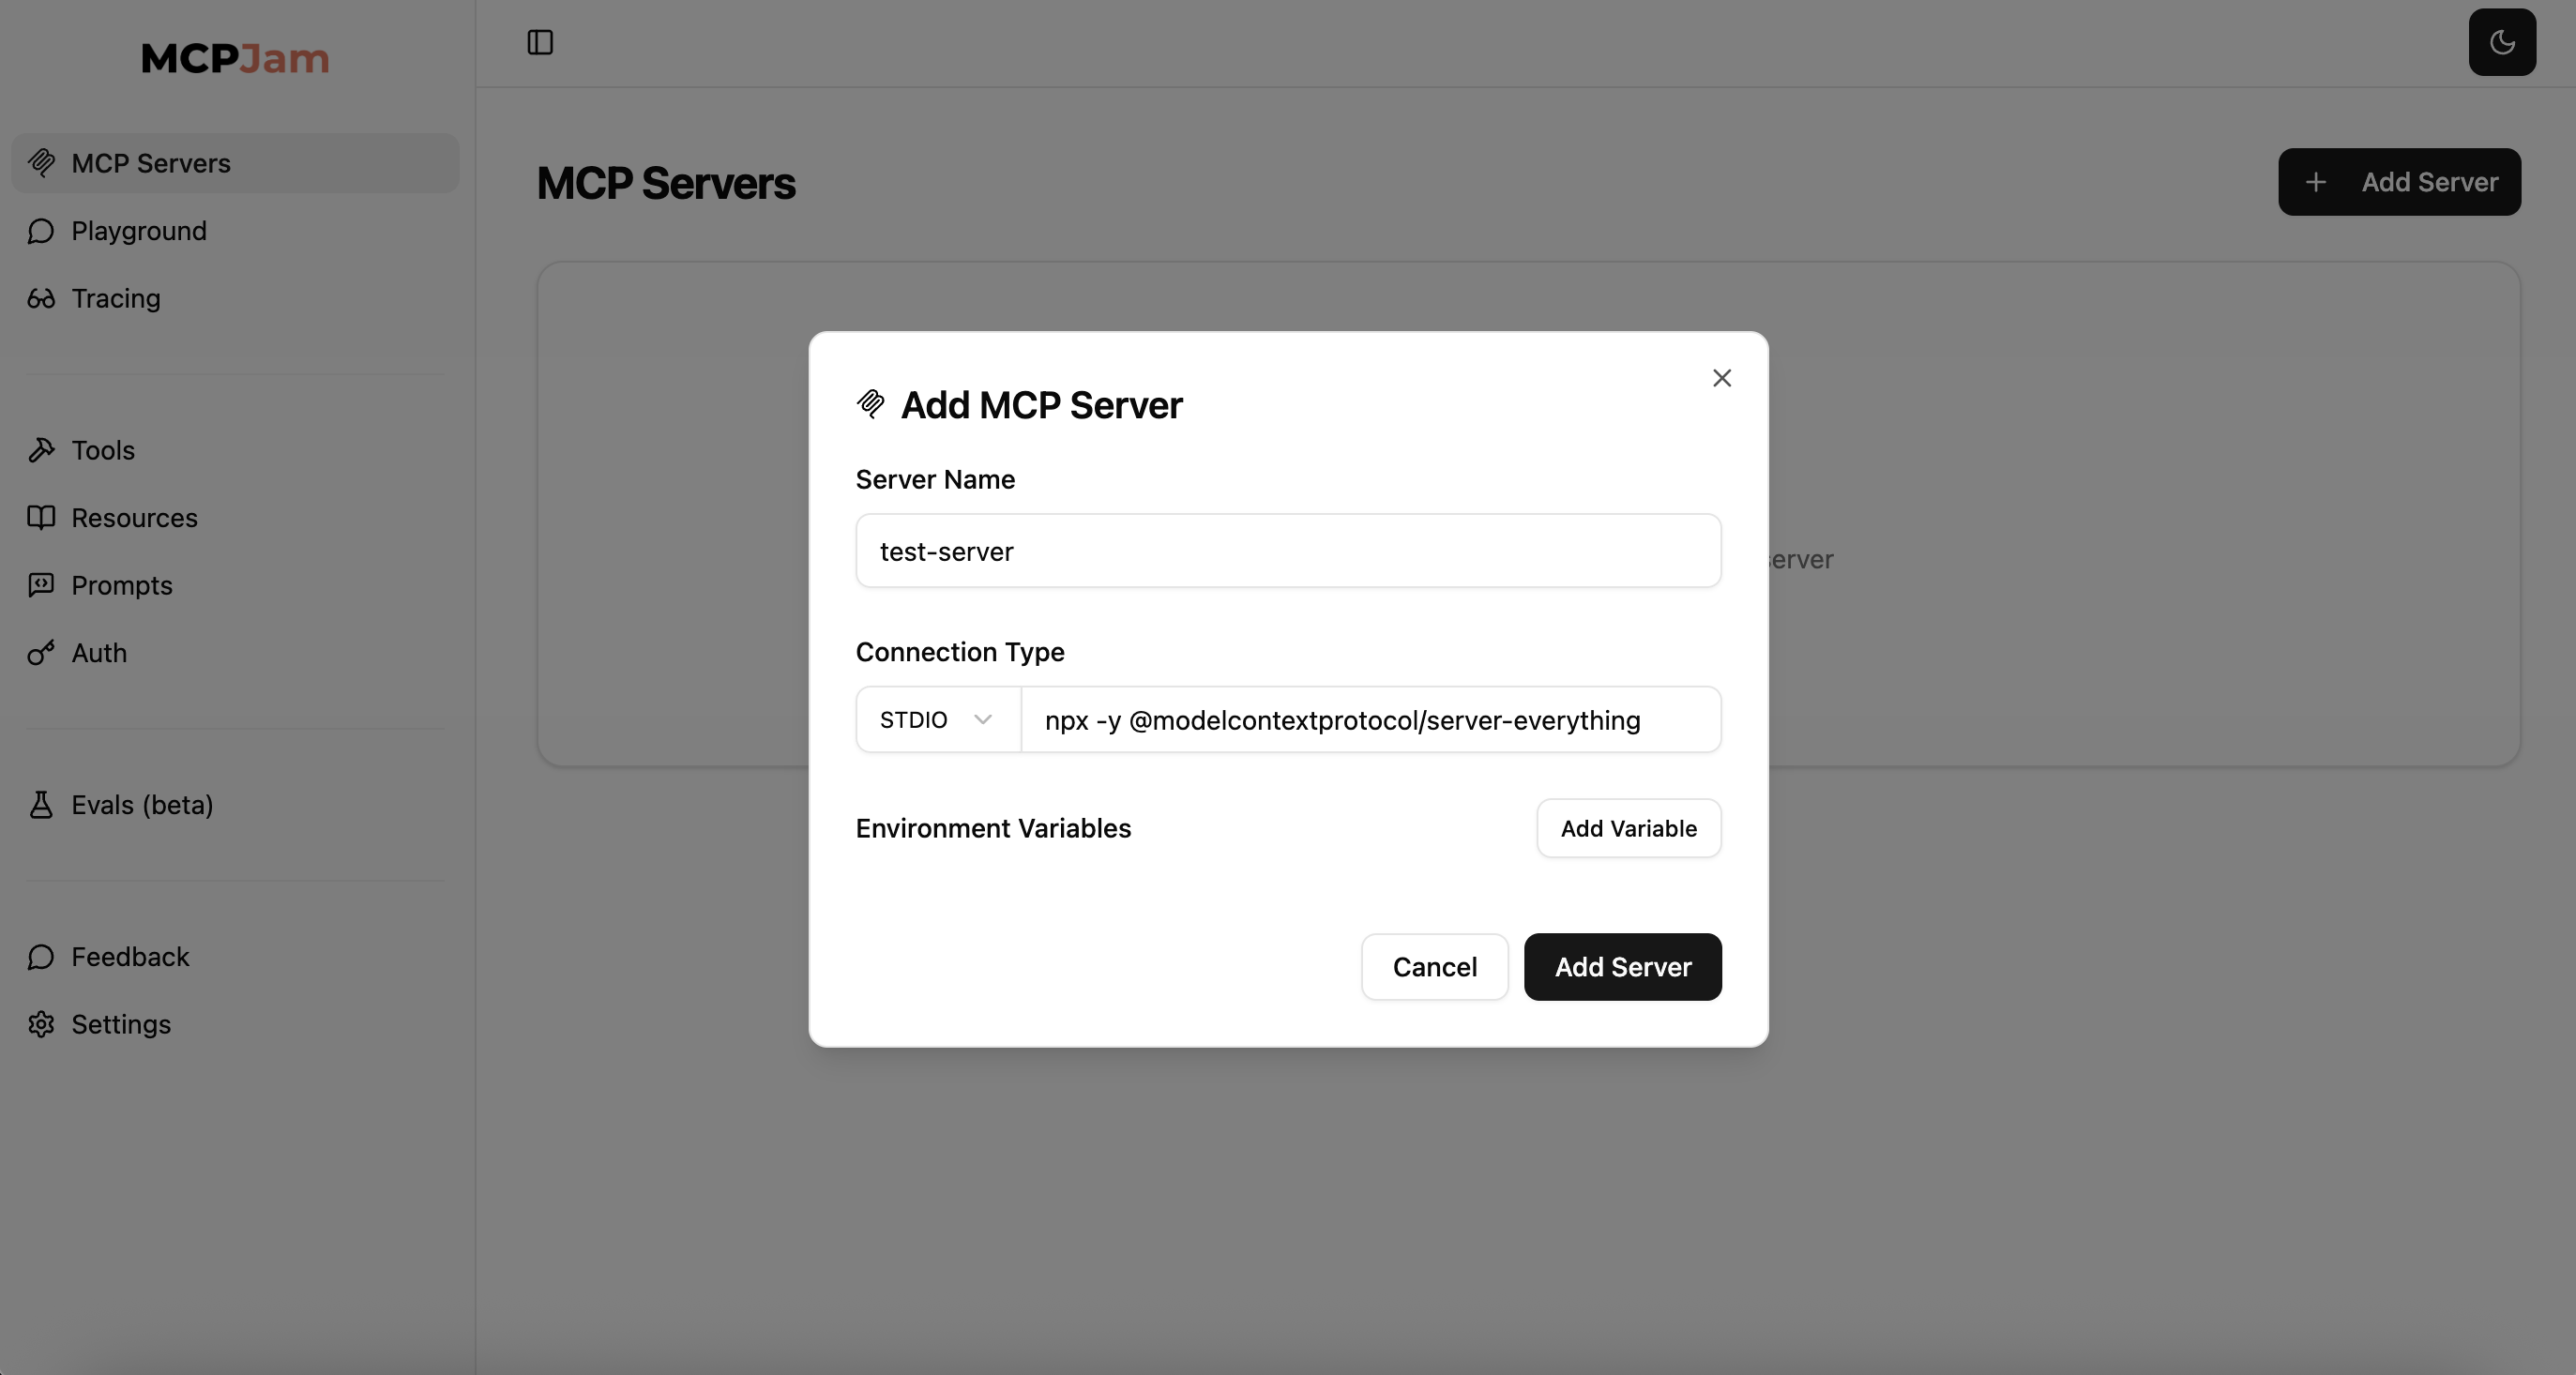 MCPJam
MCP Servers
Playground
Tracing
Tools
Resources
Prompts
Auth
Evals (beta)
Feedback
Settings
MCP Servers
Add Server
server
Add MCP Server
Server Name
test-server
Connection Type
STDIO
npx -y @modelcontextprotocol/server-everything
Environment Variables
Add Variable
Cancel
Add Server